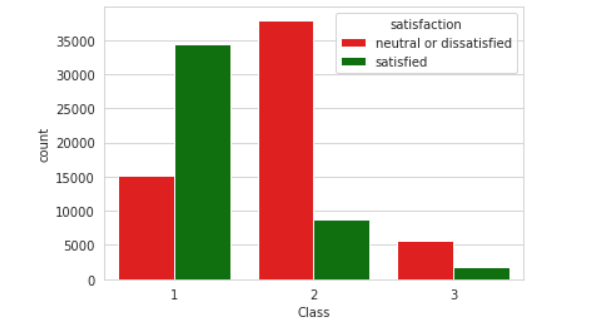 satisfaction
neutral or dissatisfied
satisfied
35000
30000
25000
20000
15000
10000
5000
0
count
1 2 3
Class